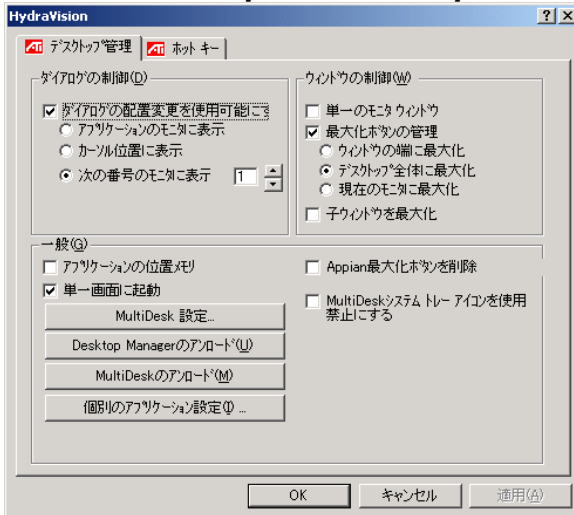 HydraVision
ATI デスクトップ管理
ATI ホット キー
ダイアログの制御(D)
ダイアログの配置変更を使用可能にす
アプリケーションのモニタに表示
カーソル位置に表示
次の番号のモニタに表示 1
ウィンドウの制御(W)
単一のモニタ ウィンドウ
最大化ボタンの管理
ウィンドウの端に最大化
デスクトップ全体に最大化
現在のモニタに最大化
子ウィンドウを最大化
一般(G)
アプリケーションの位置メモリ
単一画面に起動
MultiDesk 設定...
Desktop Managerのアンロード(U)
MultiDeskのアンロード(M)
個別のアプリケーション設定(I) ...
Appian最大化ボタンを削除
MultiDeskシステム トレー アイコンを使用
禁止にする
OK
キャンセル
適用(A)